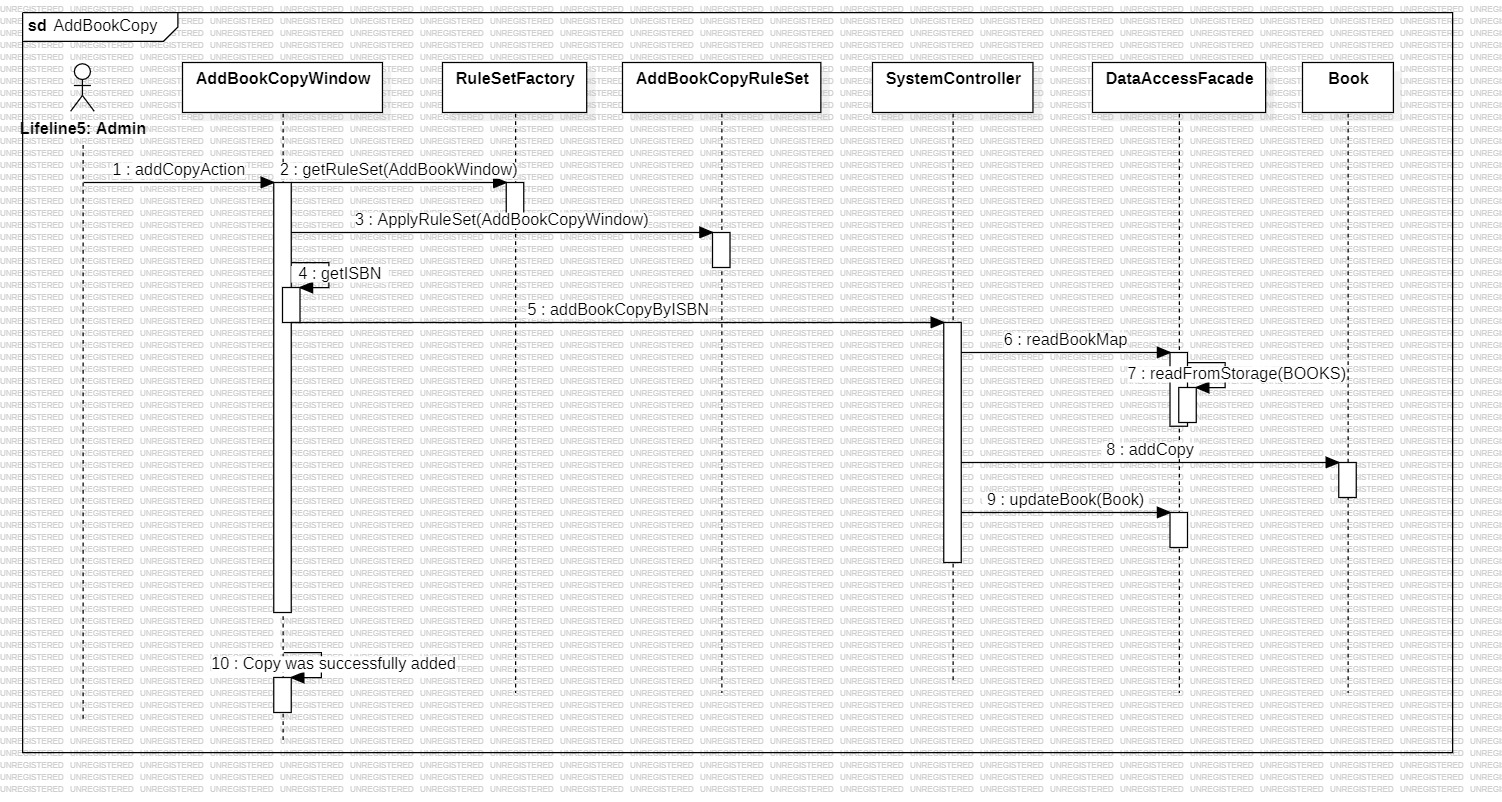 sd AddBookCopy
AddBookCopyWindow
RuleSetFactory
AddBookCopyRuleSet
SystemController
DataAccessFacade
Book
Lifeline5: Admin
1 : addCopyAction
2 : getRuleSet(AddBookWindow)
3 : ApplyRuleSet(AddBookCopyWindow)
4 : getISBN
5 : addBookCopyByISBN
6 : readBookMap
7 : readFromStorage(BOOKS)
8 : addCopy
9 : updateBook(Book)
10 : Copy was successfully added
UNREGISTERED